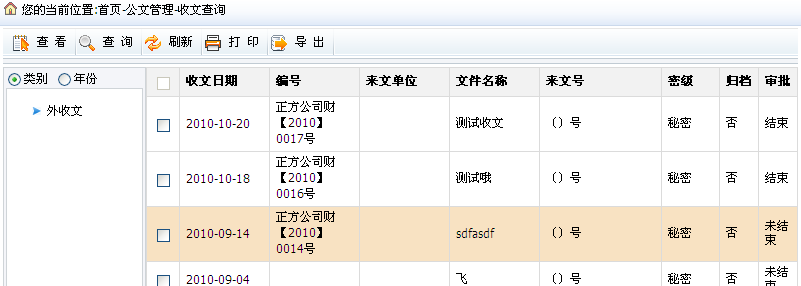 您的当前位置:首页-公文管理-收文查询
查 看 查 询 刷新 打 印 导 出
类别 年份
外收文
收文日期 编号 来文单位 文件名称 来文号 密级 归档 审批
2010-10-20 正方公司财【2010】0017号 测试收文 （）号 秘密 否 结束
2010-10-18 正方公司财【2010】0016号 测试哦 （）号 秘密 否 结束
2010-09-14 正方公司财【2010】0014号 sdfasdf （）号 秘密 否 未结束
2010-09-04 飞 （）号 秘密 否 未结束